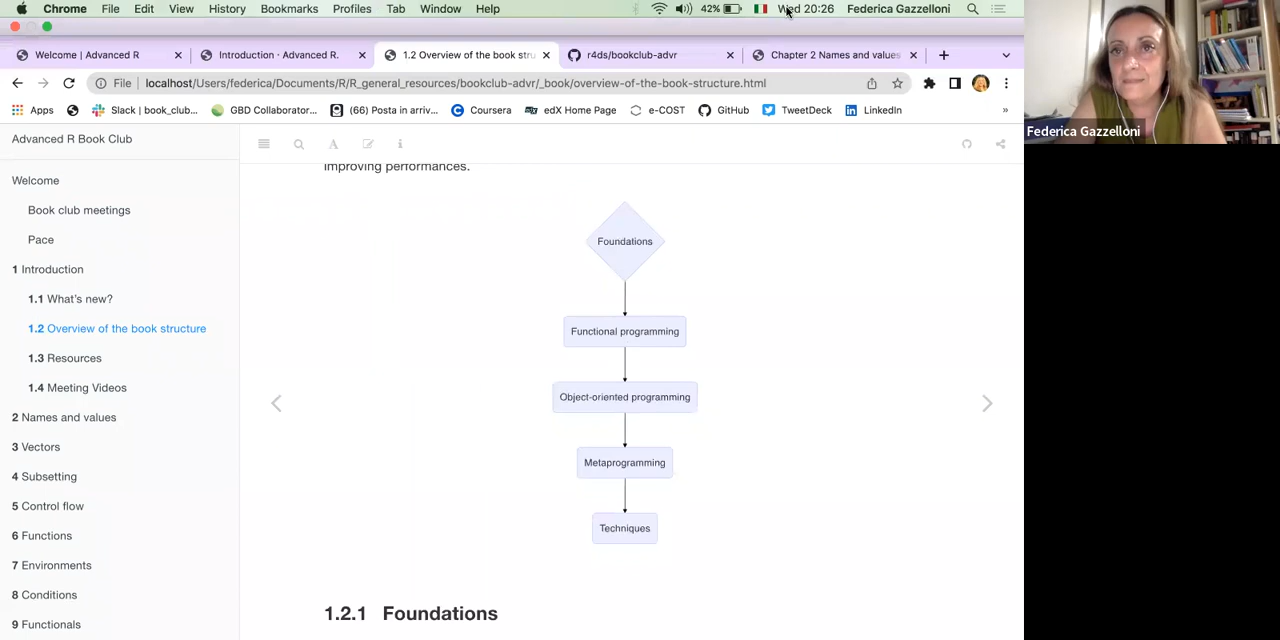 Chrome File Edit View History Bookmarks Profiles Tab Window Help 42% Wed 20:26 Federica Gazzelloni
Welcome | Advanced R
Introduction · Advanced R.
1.2 Overview of the book stru
r4ds/bookclub-advr
Chapter 2 Names and values
File localhost/Users/federica/Documents/R/R_general_resources/bookclub-advr/_book/overview-of-the-book-structure.html
Apps Slack | book_club... GBD Collaborator... (66) Posta in arriv... Coursera edX Home Page e-COST GitHub TweetDeck LinkedIn »
Federica Gazzelloni
Advanced R Book Club
Welcome
Book club meetings
Pace
1 Introduction
1.1 What's new?
1.2 Overview of the book structure
1.3 Resources
1.4 Meeting Videos
2 Names and values
3 Vectors
4 Subsetting
5 Control flow
6 Functions
7 Environments
8 Conditions
9 Functionals
improving performances.
Foundations
Functional programming
Object-oriented programming
Metaprogramming
Techniques
1.2.1 Foundations